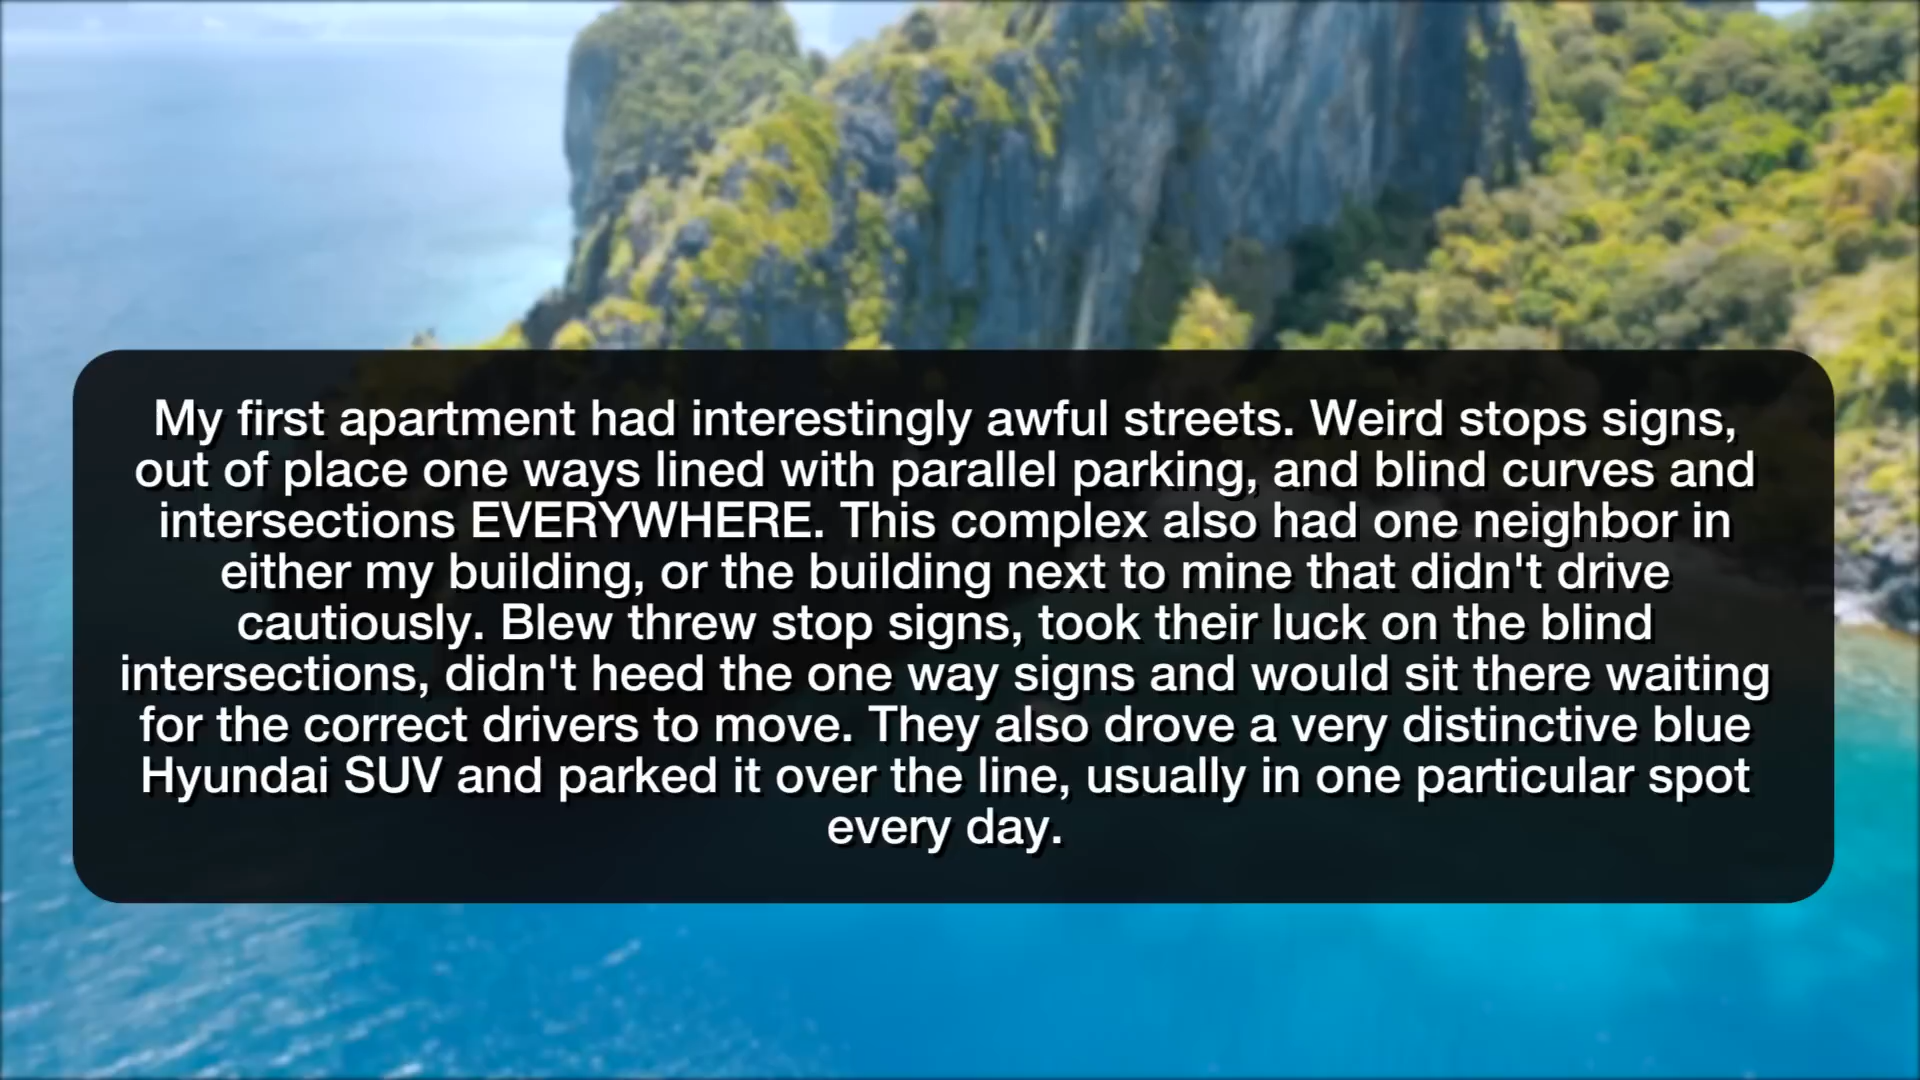 My first apartment had interestingly awful streets. Weird stops signs,
out of place one ways lined with parallel parking, and blind curves and
intersections EVERYWHERE. This complex also had one neighbor in
either my building, or the building next to mine that didn't drive
cautiously. Blew threw stop signs, took their luck on the blind
intersections, didn't heed the one way signs and would sit there waiting
for the correct drivers to move. They also drove a very distinctive blue
Hyundai SUV and parked it over the line, usually in one particular spot
every day.